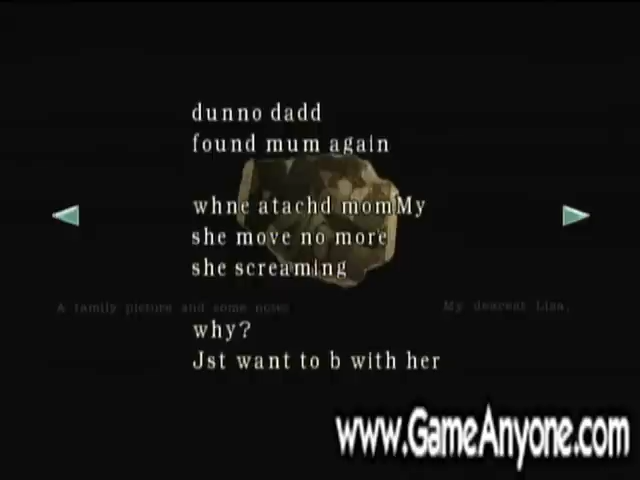 dunno dadd
found mum again
whne atachd momMy
she move no more
she screaming
A family picture and some notes
My dearest Lisa,
why?
Jst want to b with her
www.GameAnyone.com